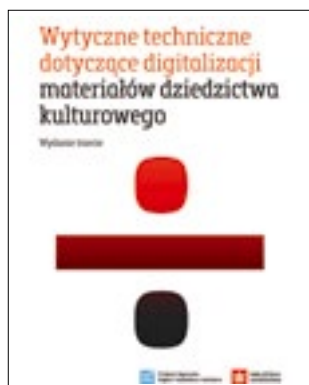 Wytyczne techniczne
dotyczące digitalizacji
materiałów dziedzictwa
kulturowego
Wydanie trzecie